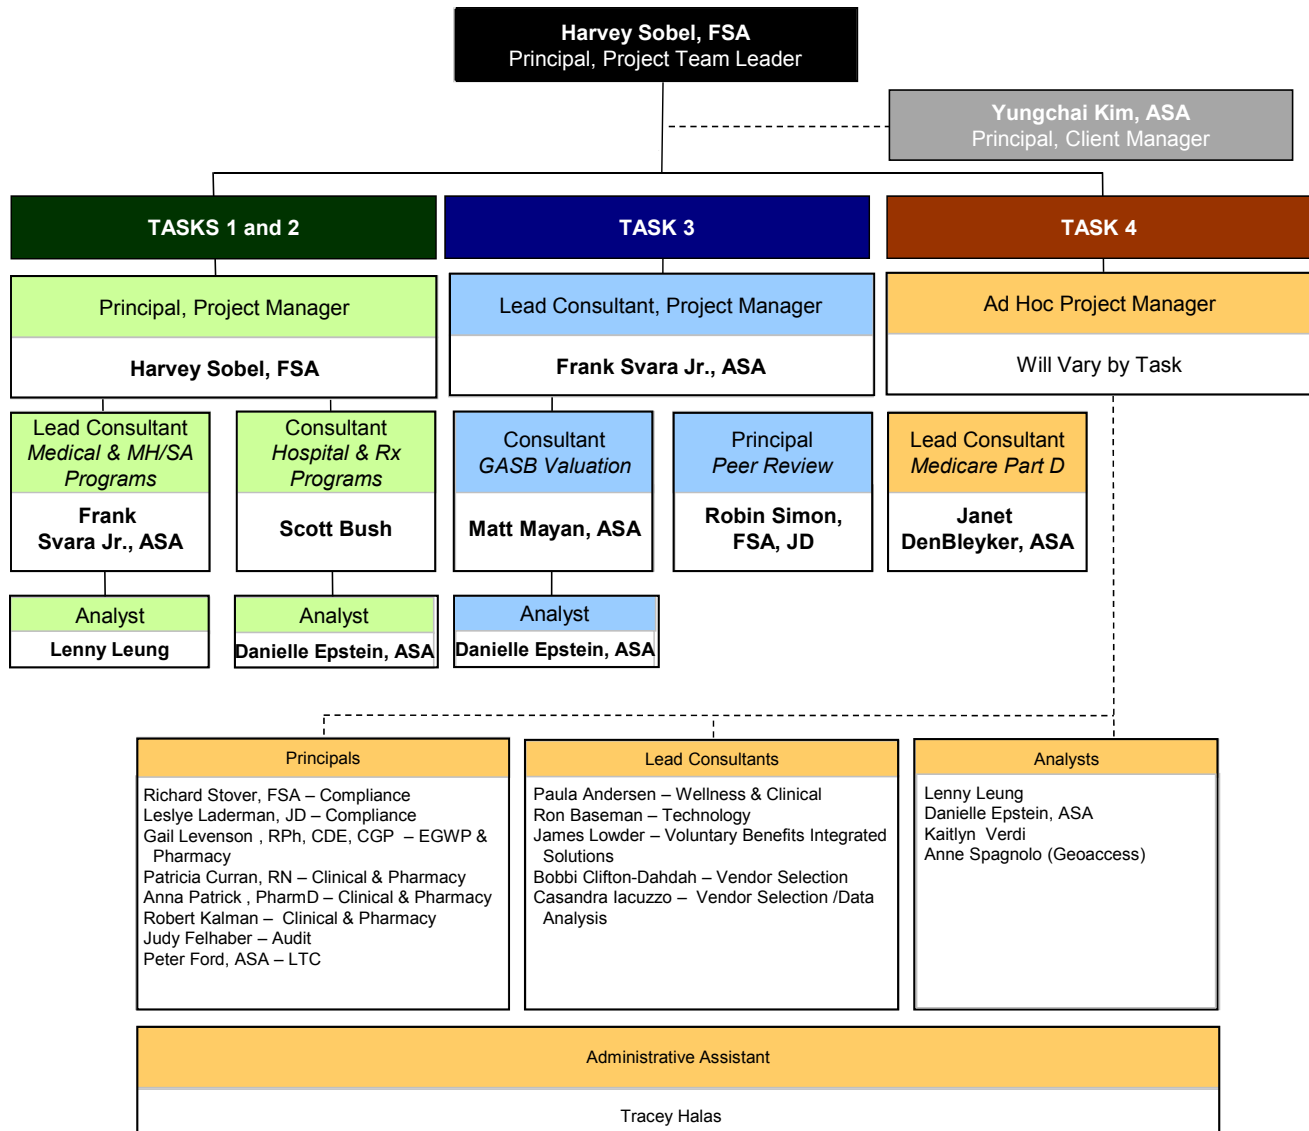 Harvey Sobel, FSA
Principal, Project Team Leader
Yungchai Kim, ASA
Principal, Client Manager
TASKS 1 and 2
TASK 3
TASK 4
Principal, Project Manager
Harvey Sobel, FSA
Lead Consultant, Project Manager
Frank Svara Jr., ASA
Ad Hoc Project Manager
Will Vary by Task
Lead Consultant
Medical & MH/SA
Programs
Frank
Svara Jr., ASA
Consultant
Hospital & Rx
Programs
Scott Bush
Consultant
GASB Valuation
Matt Mayan, ASA
Principal
Peer Review
Robin Simon,
FSA, JD
Lead Consultant
Medicare Part D
Janet
DenBleyker, ASA
Analyst
Lenny Leung
Analyst
Danielle Epstein, ASA
Analyst
Danielle Epstein, ASA
Principals
Richard Stover, FSA – Compliance
Leslye Laderman, JD – Compliance
Gail Levenson , RPh, CDE, CGP – EGWP &
Pharmacy
Patricia Curran, RN – Clinical & Pharmacy
Anna Patrick , PharmD – Clinical & Pharmacy
Robert Kalman – Clinical & Pharmacy
Judy Felhaber – Audit
Peter Ford, ASA – LTC
Lead Consultants
Paula Andersen – Wellness & Clinical
Ron Baseman – Technology
James Lowder – Voluntary Benefits Integrated
Solutions
Bobbi Clifton-Dahdah – Vendor Selection
Casandra Iacuzzo – Vendor Selection /Data
Analysis
Analysts
Lenny Leung
Danielle Epstein, ASA
Kaitlyn Verdi
Anne Spagnolo (Geoaccess)
Administrative Assistant
Tracey Halas